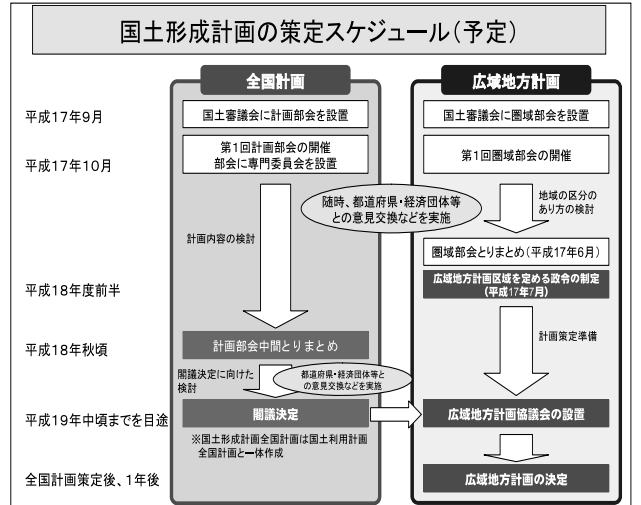 国土形成計画の策定スケジュール(予定)
全国計画
広域地方計画
平成17年9月
国土審議会に計画部会を設置
国土審議会に圏域部会を設置
平成17年10月
第1回計画部会の開催
部会に専門委員会を設置
第1回圏域部会の開催
随時、都道府県・経済団体等
との意見交換などを実施
地域の区分の
あり方の検討
計画内容の検討
圏域部会とりまとめ(平成17年6月)
平成18年度前半
広域地方計画区域を定める政令の制定
(平成17年7月)
平成18年秋頃
計画部会中間とりまとめ
計画策定準備
閣議決定に向けた
検討
都道府県・経済団体等と
の意見交換などを実施
平成19年中頃までを目途
閣議決定
広域地方計画協議会の設置
※国土形成計画全国計画は国土利用計画
全国計画と一体作成
全国計画策定後、1年後
広域地方計画の決定